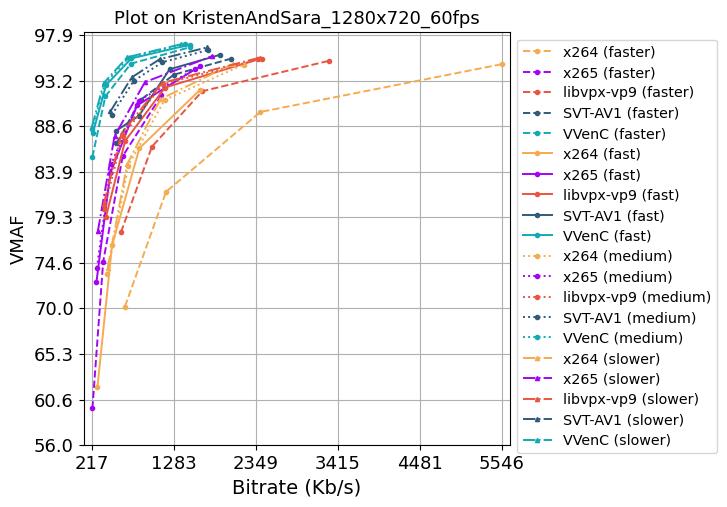 Plot on KristenAndSara_1280x720_60fps
97.9
93.2
88.6
83.9
79.3
74.6
70.0
65.3
60.6
56.0
VMAF
217
1283
2349
3415
4481
5546
Bitrate (Kb/s)
x264 (faster)
x265 (faster)
libvpx-vp9 (faster)
SVT-AV1 (faster)
VVenC (faster)
x264 (fast)
x265 (fast)
libvpx-vp9 (fast)
SVT-AV1 (fast)
VVenC (fast)
x264 (medium)
x265 (medium)
libvpx-vp9 (medium)
SVT-AV1 (medium)
VVenC (medium)
x264 (slower)
x265 (slower)
libvpx-vp9 (slower)
SVT-AV1 (slower)
VVenC (slower)